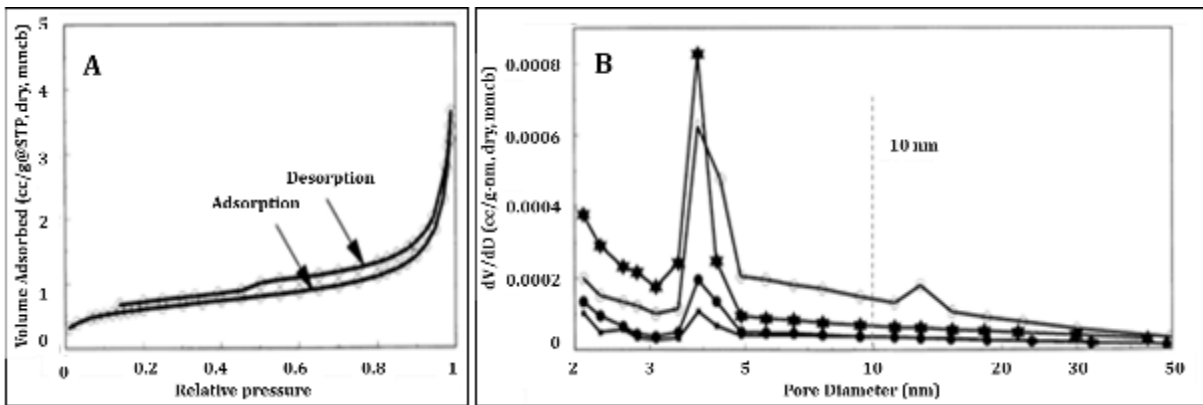 A
Volume Adsorbed (cc/g@STP, dry, mmcb)
5
4
3
2
1
0
Desorption
Adsorption
0 0.2 0.4 0.6 0.8 1
Relative pressure
B
dV/dD (cc/g-nm, dry, mmcb)
0.0008
0.0006
0.0004
0.0002
0
10 nm
2 3 5 10 20 30 50
Pore Diameter (nm)